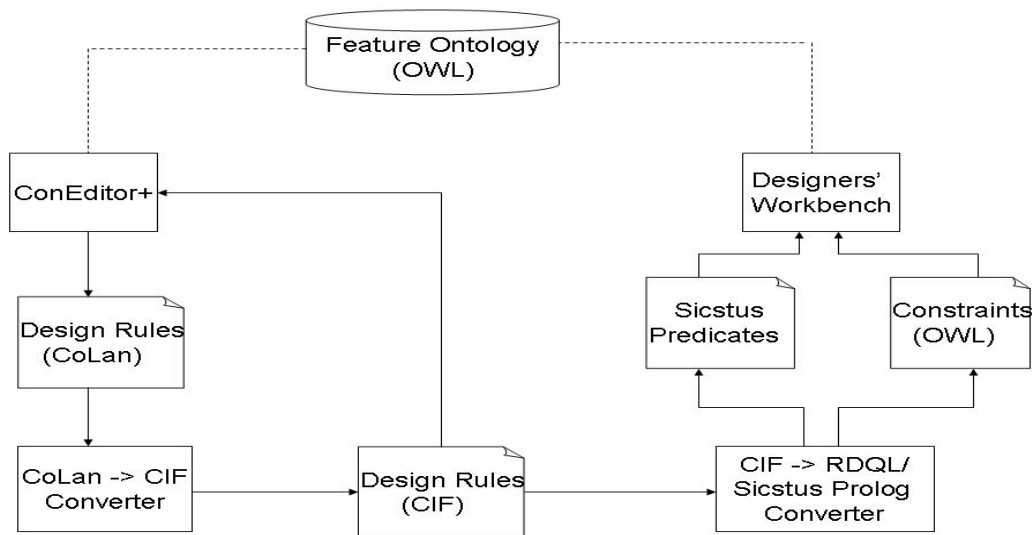 Feature Ontology
(OWL)
ConEditor+
Designers'
Workbench
Design Rules
(CoLan)
Sicstus
Predicates
Constraints
(OWL)
CoLan -> CIF
Converter
Design Rules
(CIF)
CIF -> RDQL/
Sicstus Prolog
Converter